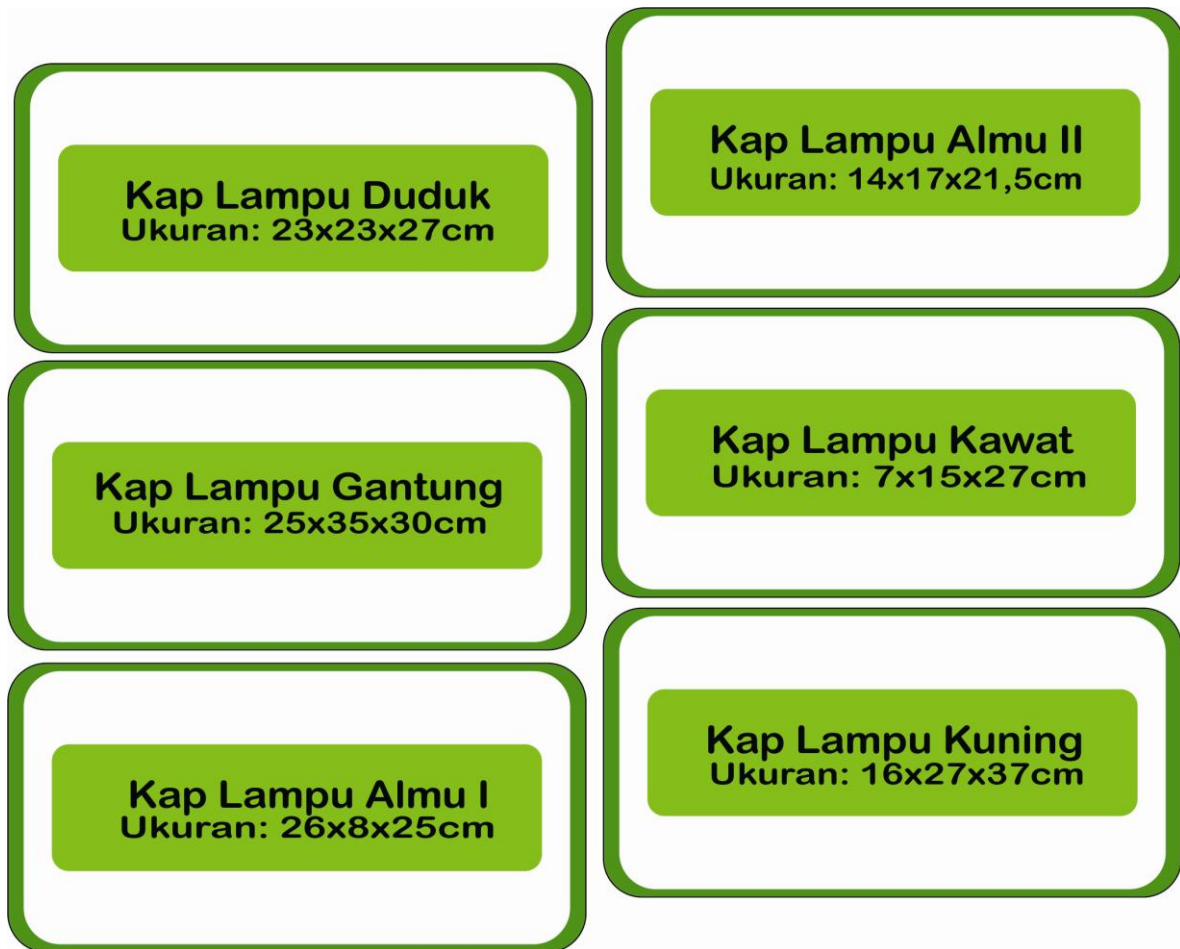 Kap Lampu Duduk
Ukuran: 23x23x27cm
Kap Lampu Gantung
Ukuran: 25x35x30cm
Kap Lampu Almu I
Ukuran: 26x8x25cm
Kap Lampu Almu II
Ukuran: 14x17x21,5cm
Kap Lampu Kawat
Ukuran: 7x15x27cm
Kap Lampu Kuning
Ukuran: 16x27x37cm